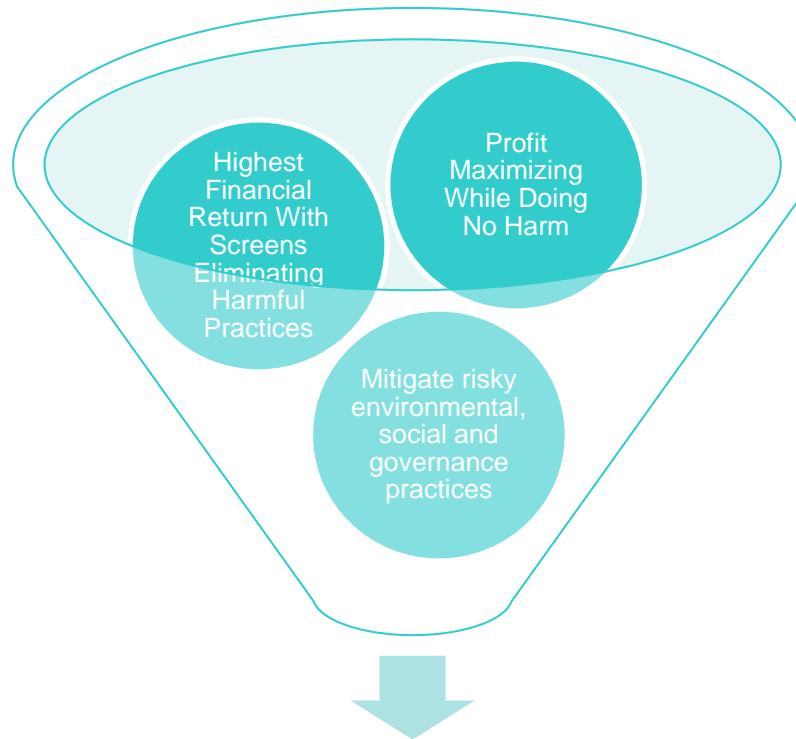 Highest
Financial
Return With
Screens
Eliminating
Harmful
Practices
Profit
Maximizing
While Doing
No Harm
Mitigate risky
environmental,
social and
governance
practices